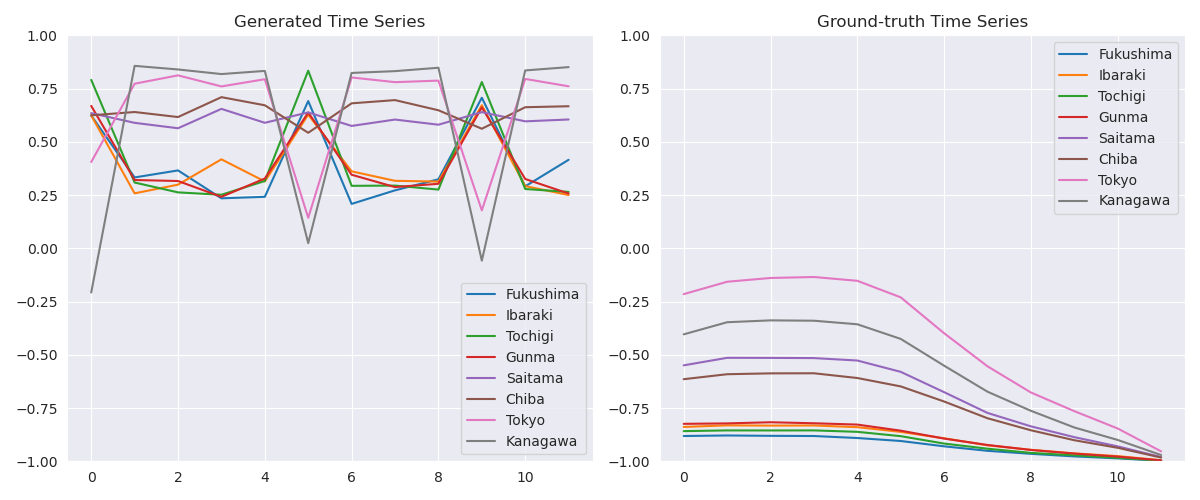 Generated Time Series
1.00
0.75
0.50
0.25
0.00
−0.25
−0.50
−0.75
−1.00
0 2 4 6 8 10
Fukushima
Ibaraki
Tochigi
Gunma
Saitama
Chiba
Tokyo
Kanagawa
Ground-truth Time Series
1.00
0.75
0.50
0.25
0.00
−0.25
−0.50
−0.75
−1.00
0 2 4 6 8 10
Fukushima
Ibaraki
Tochigi
Gunma
Saitama
Chiba
Tokyo
Kanagawa